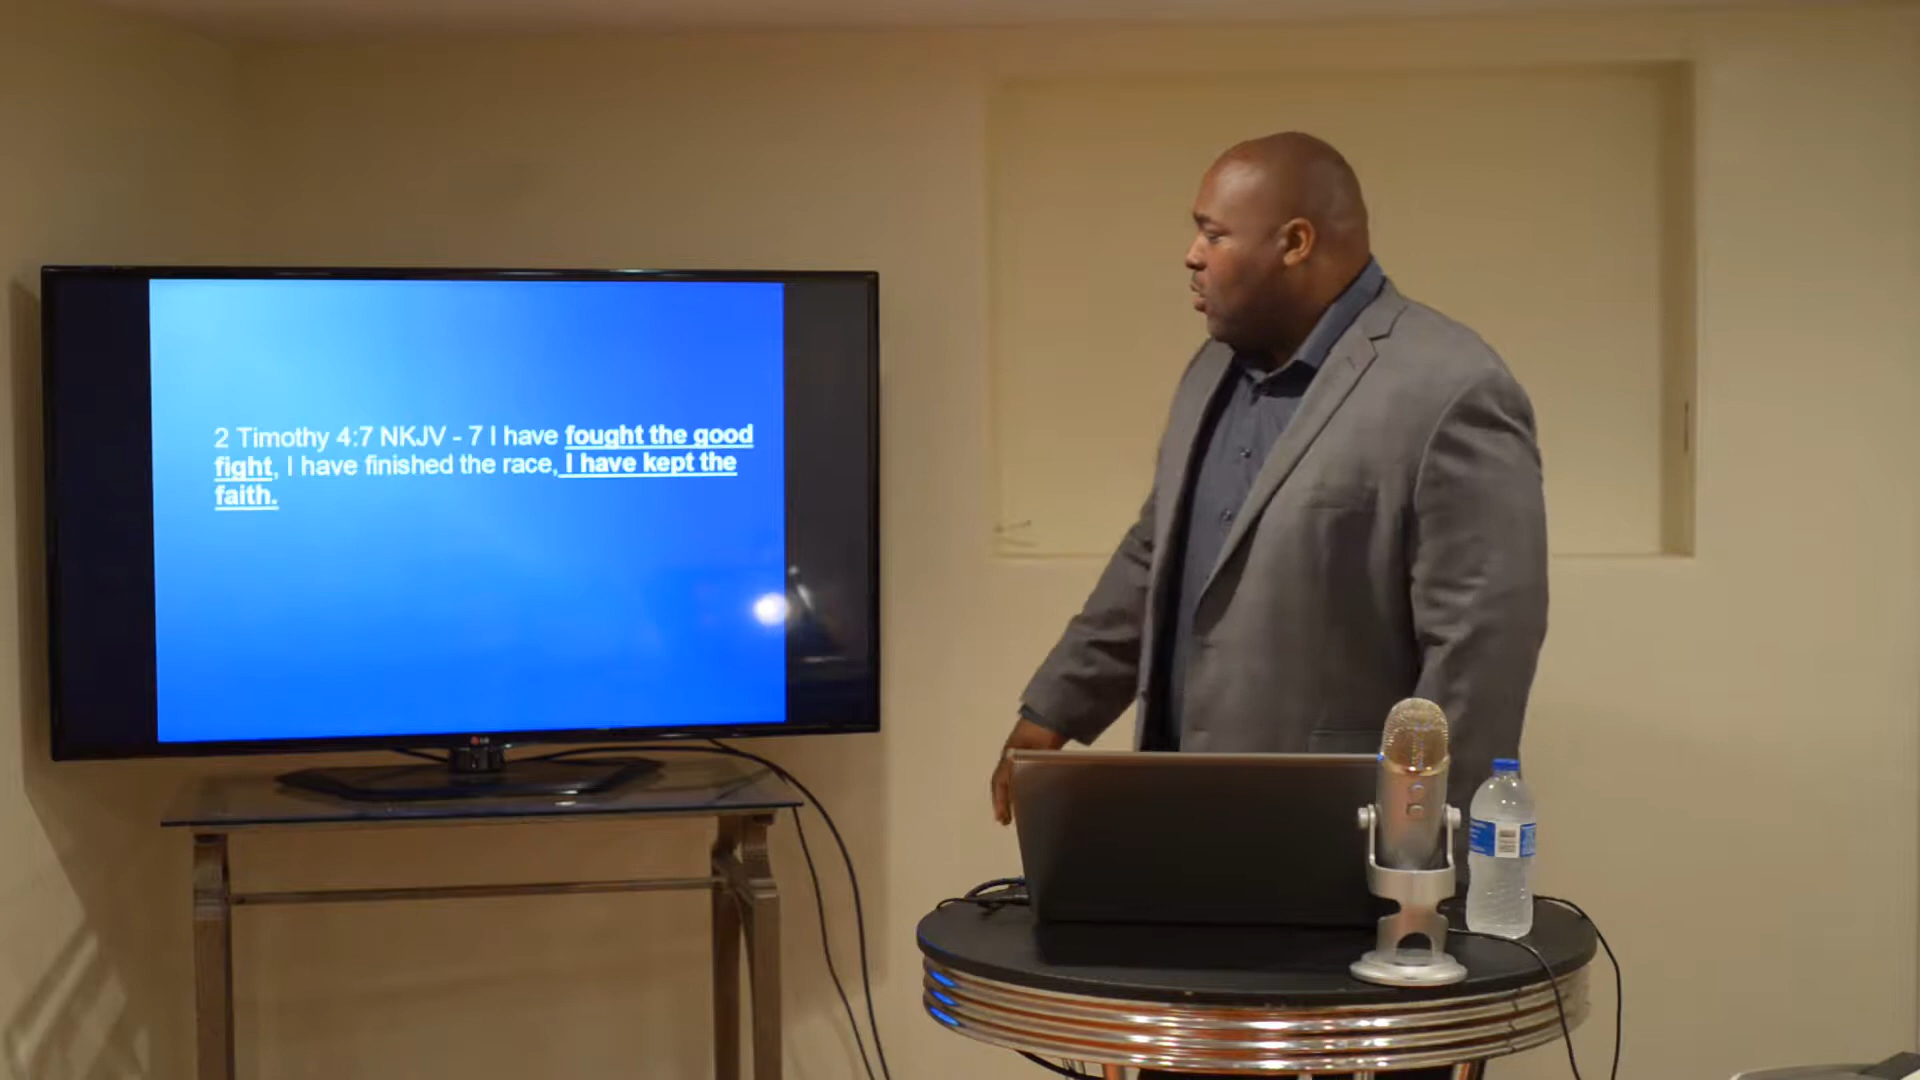 2 Timothy 4:7 NKJV - 7 I have fought the good
fight, I have finished the race, I have kept the
faith.
LG